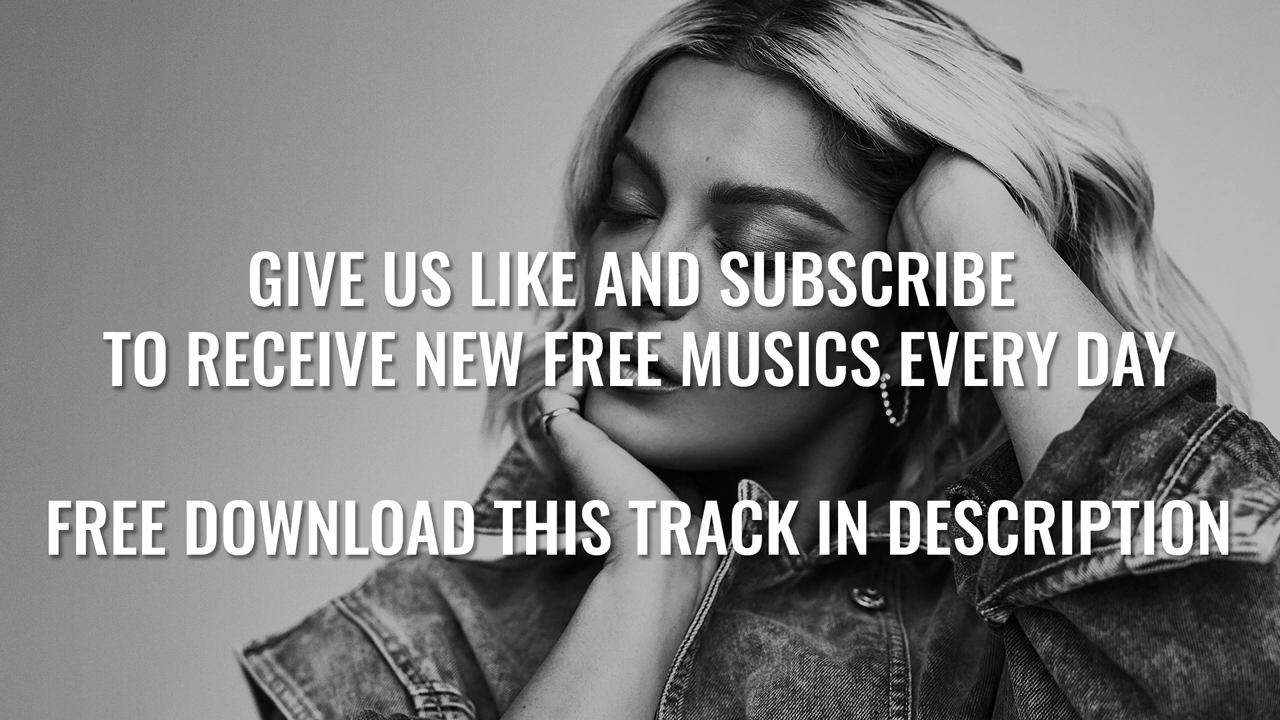 GIVE US LIKE AND SUBSCRIBE
TO RECEIVE NEW FREE MUSICS EVERY DAY
FREE DOWNLOAD THIS TRACK IN DESCRIPTION